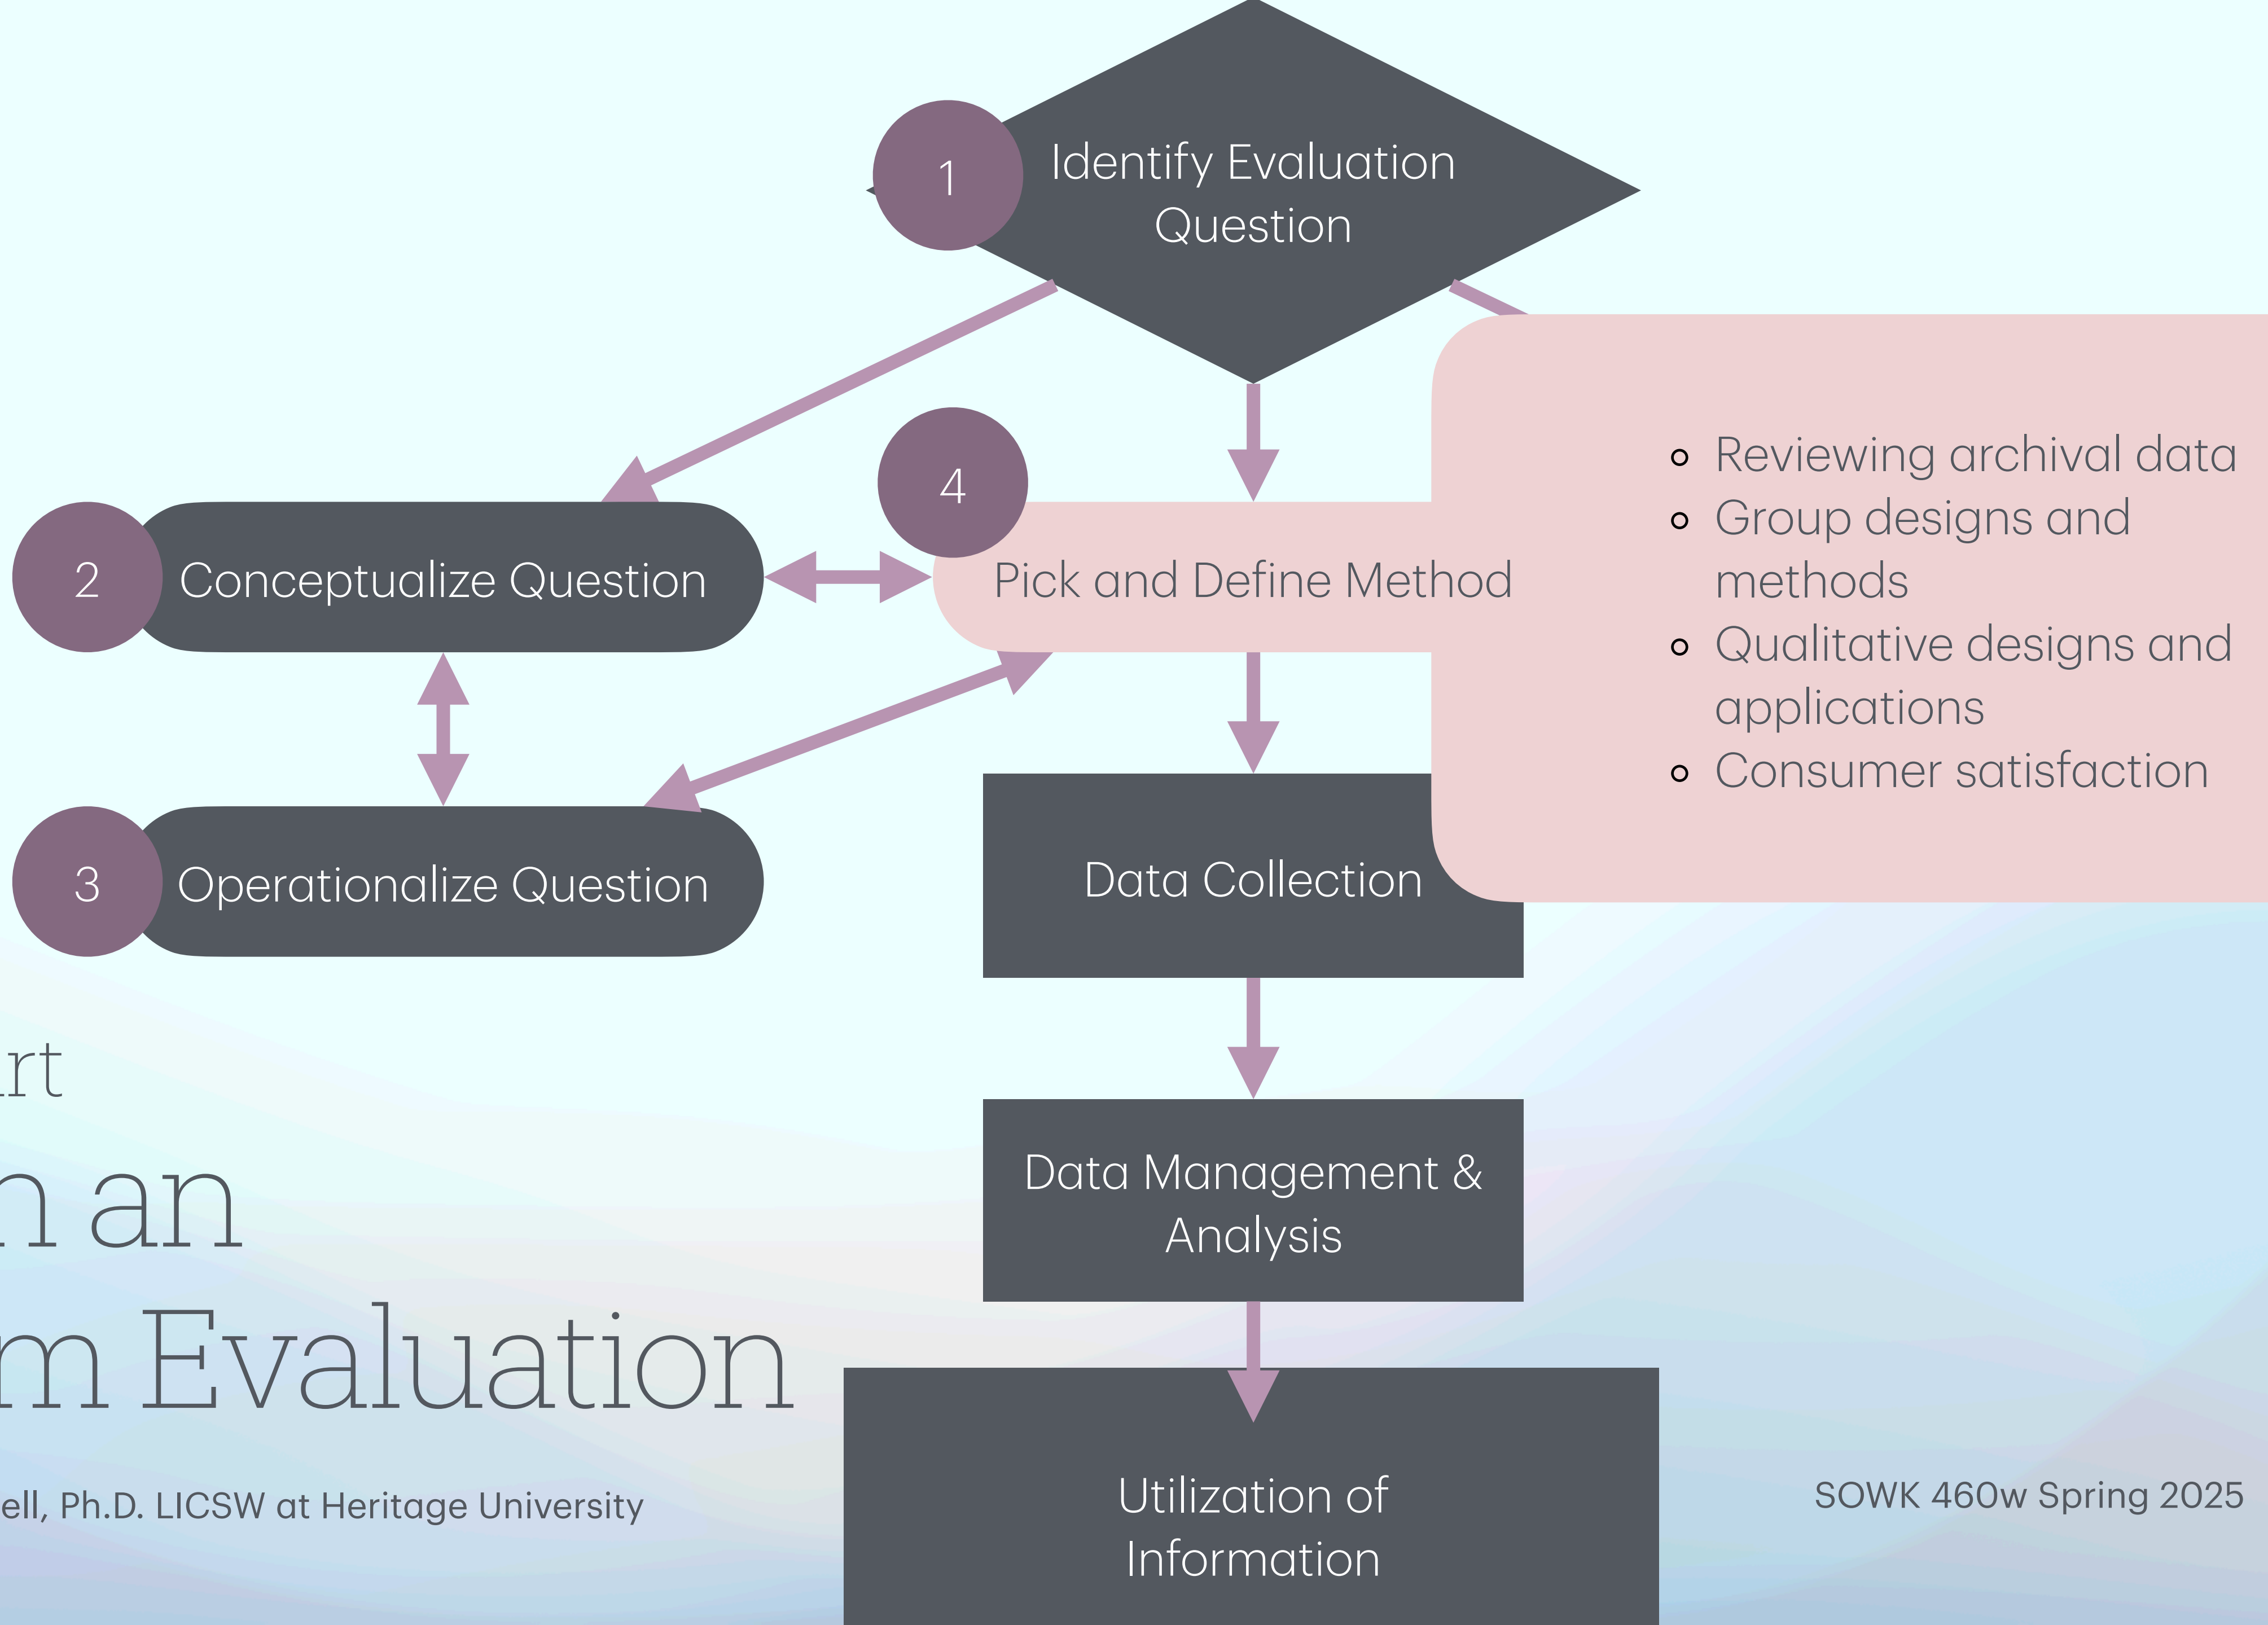 1
Identify Evaluation
Question
4
2
Conceptualize Question
Pick and Define Method
Reviewing archival data
Group designs and
methods
Qualitative designs and
applications
Consumer satisfaction
3
Operationalize Question
Data Collection
Data Management &
Analysis
an
Evaluation
Utilization of
Information
Ph.D. LICSW at Heritage University
SOWK 460w Spring 2025